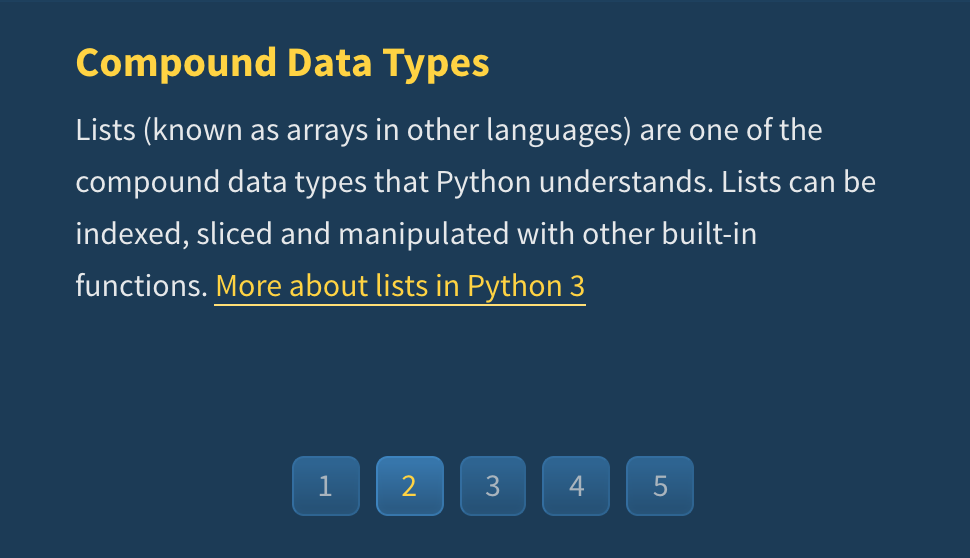 Compound Data Types
Lists (known as arrays in other languages) are one of the
compound data types that Python understands. Lists can be
indexed, sliced and manipulated with other built-in
functions. More about lists in Python 3
1 2 3 4 5